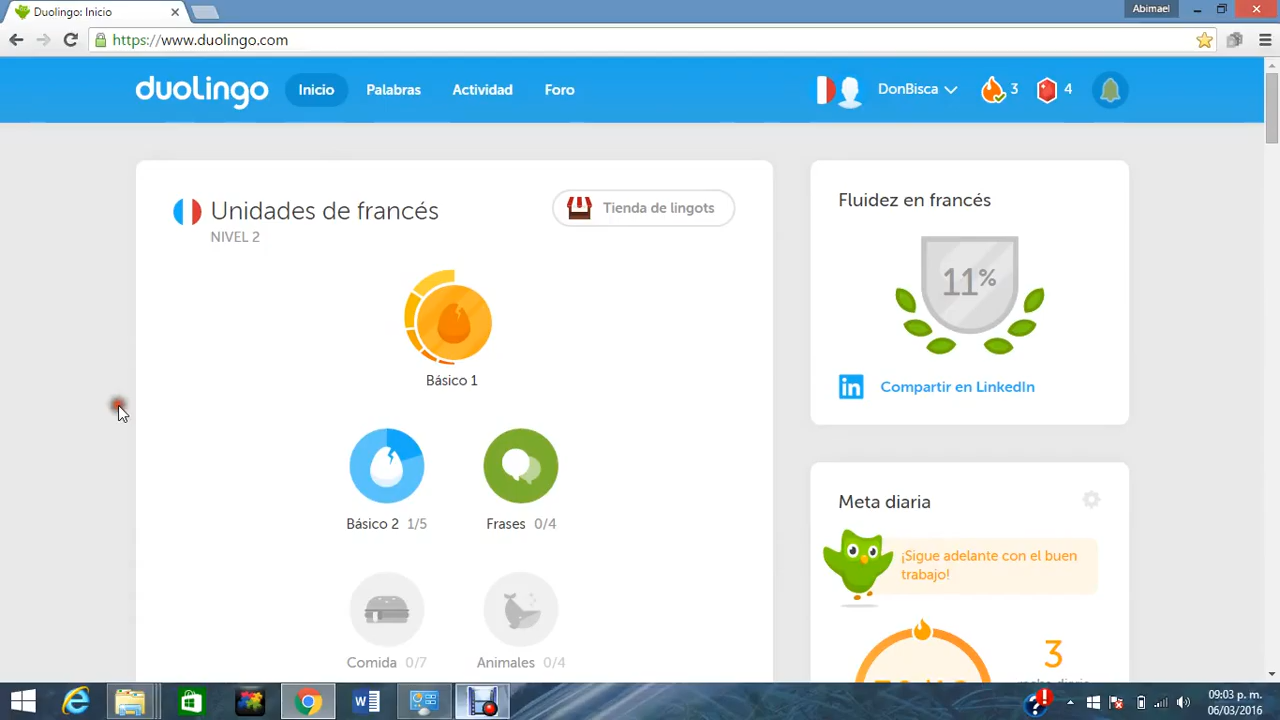 Duolingo: Inicio
Abimael
https://www.duolingo.com
duolingo
Inicio
Palabras
Actividad
Foro
DonBisca
3
4
Unidades de francés
NIVEL 2
Tienda de lingots
Básico 1
Básico 2 1/5
Frases 0/4
Comida 0/7
Animales 0/4
Fluidez en francés
11%
in
Compartir en LinkedIn
Meta diaria
¡Sigue adelante con el buen
trabajo!
3
09:03 p. m.
06/03/2016